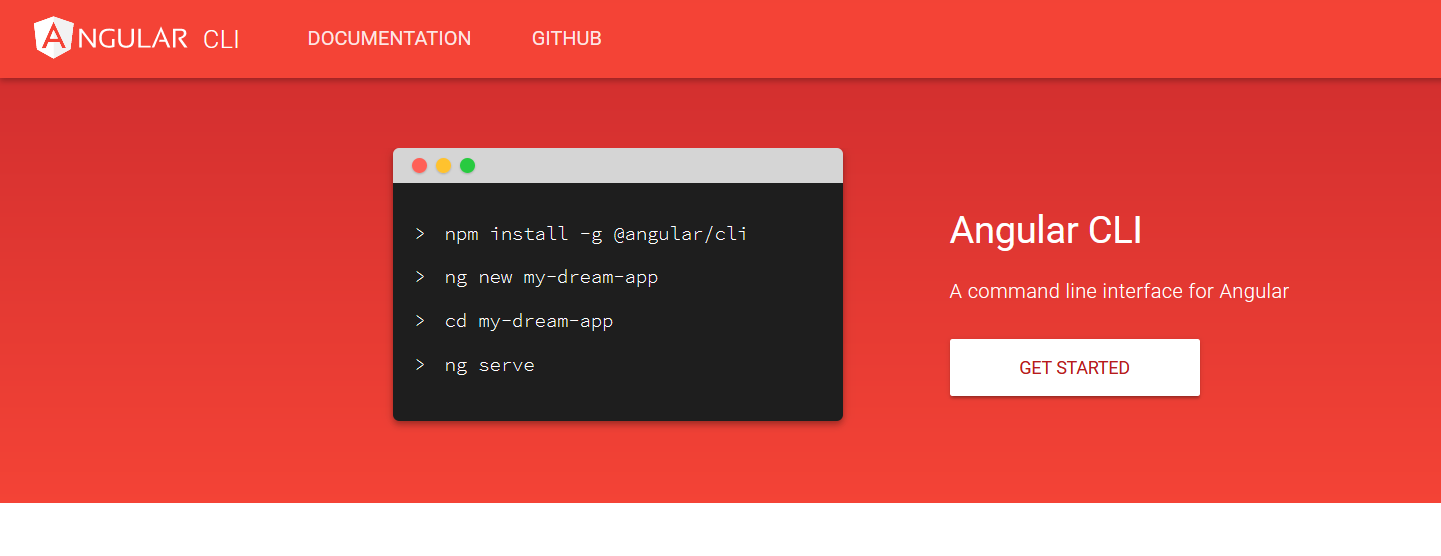 ANGULAR CLI DOCUMENTATION GITHUB
> npm install -g @angular/cli
> ng new my-dream-app
> cd my-dream-app
> ng serve
Angular CLI
A command line interface for Angular
GET STARTED